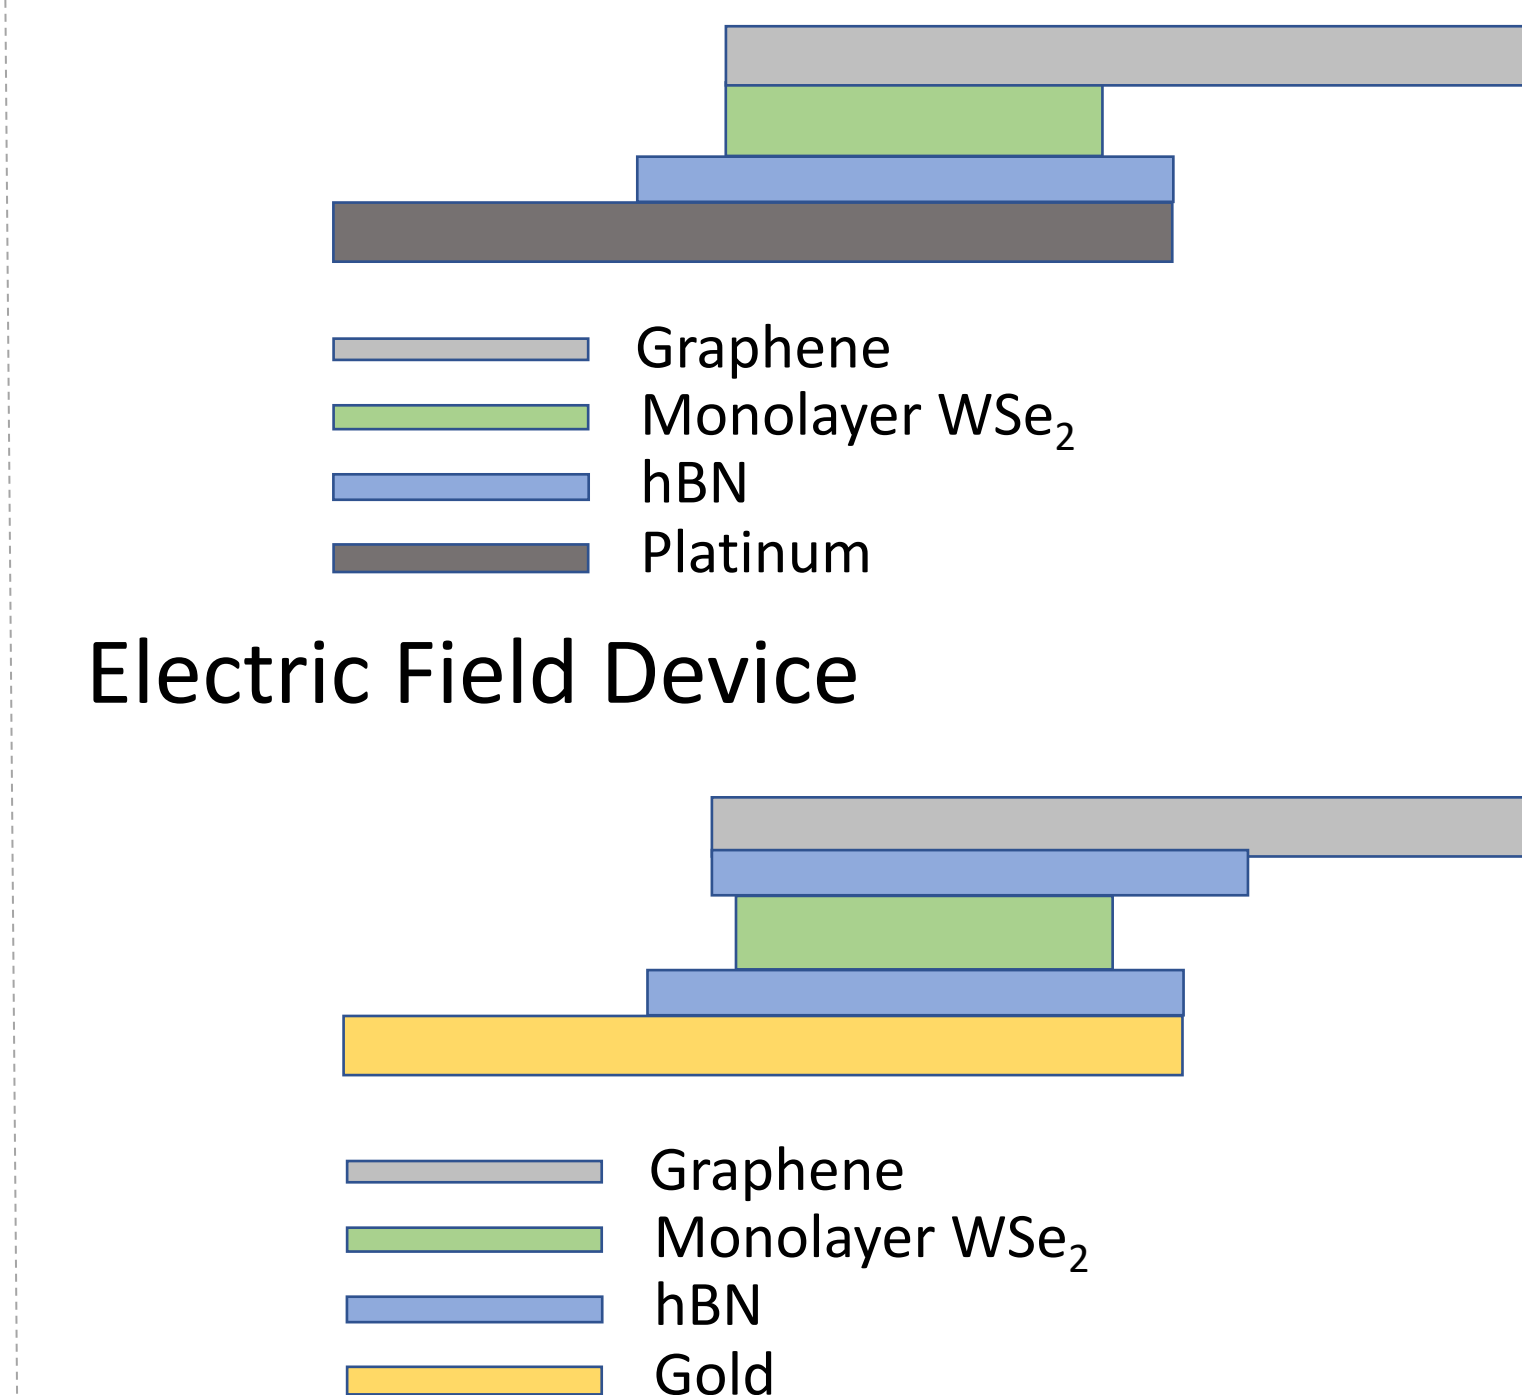 Graphene
Monolayer WSe₂
hBN
Platinum
Electric Field Device
Graphene
Monolayer WSe₂
hBN
Gold